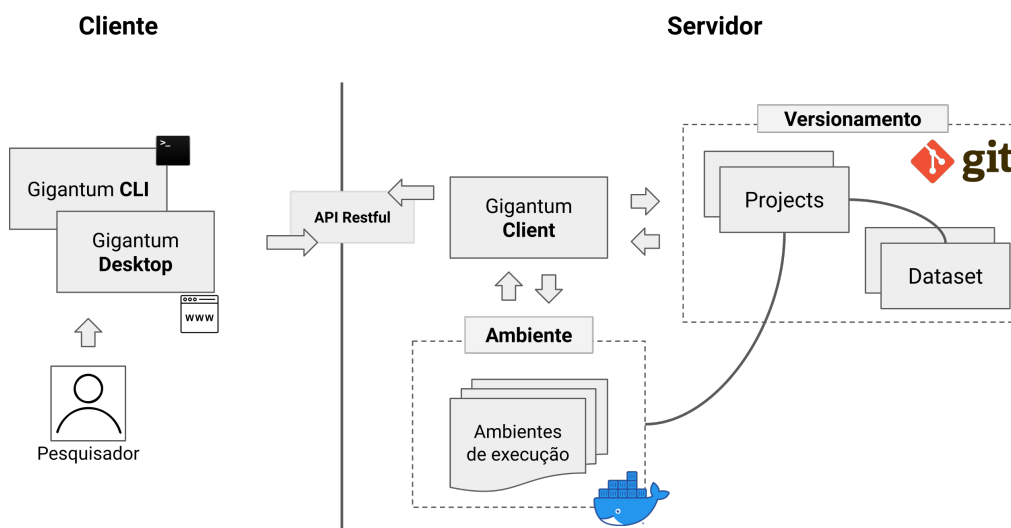 Cliente
Servidor
Versionamento
git
>_
Gigantum CLI
Projects
Gigantum
Client
API Restful
Gigantum
Desktop
Dataset
www
Ambiente
Ambientes
de execução
Pesquisador